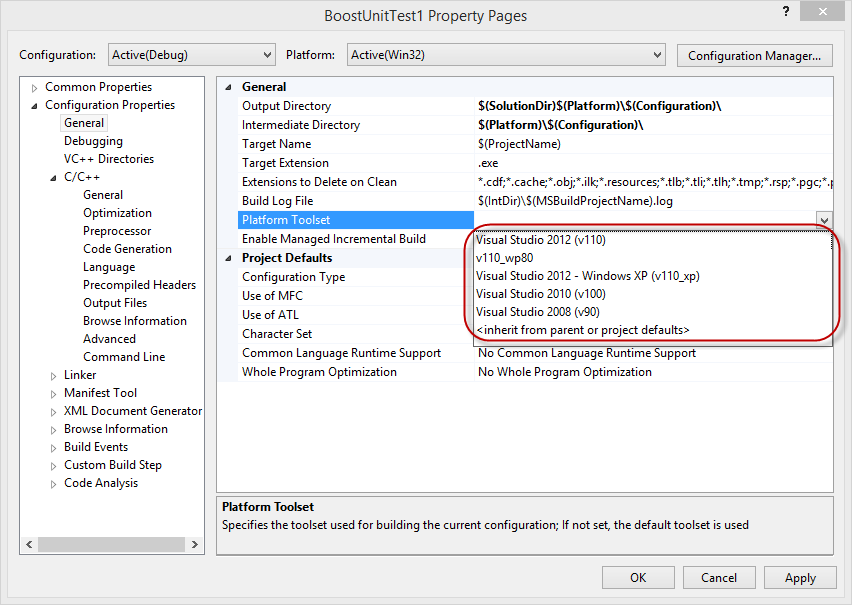 BoostUnitTest1 Property Pages
?
Configuration: Active(Debug) Platform: Active(Win32) Configuration Manager...
Common Properties
Configuration Properties
General
Debugging
VC++ Directories
C/C++
General
Optimization
Preprocessor
Code Generation
Language
Precompiled Headers
Output Files
Browse Information
Advanced
Command Line
Linker
Manifest Tool
XML Document Generator
Browse Information
Build Events
Custom Build Step
Code Analysis
General
Output Directory $(SolutionDir)$(Platform)\$(Configuration)\
Intermediate Directory $(Platform)\$(Configuration)\
Target Name $(ProjectName)
Target Extension .exe
Extensions to Delete on Clean *.cdf;*.cache;*.obj;*.ilk;*.resources;*.tlb;*.tli;*.tlh;*.tmp;*.rsp;*.pgc;*.p
Build Log File $(IntDir)\$(MSBuildProjectName).log
Platform Toolset
Enable Managed Incremental Build
Project Defaults
Configuration Type
Use of MFC
Use of ATL
Character Set
Common Language Runtime Support No Common Language Runtime Support
Whole Program Optimization No Whole Program Optimization
Visual Studio 2012 (v110)
v110_wp80
Visual Studio 2012 - Windows XP (v110_xp)
Visual Studio 2010 (v100)
Visual Studio 2008 (v90)
<inherit from parent or project defaults>
Platform Toolset
Specifies the toolset used for building the current configuration; If not set, the default toolset is used
OK Cancel Apply